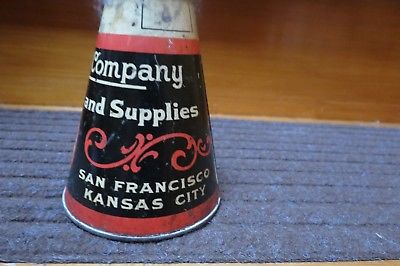 Company
and Supplies
SAN FRANCISCO
KANSAS CITY